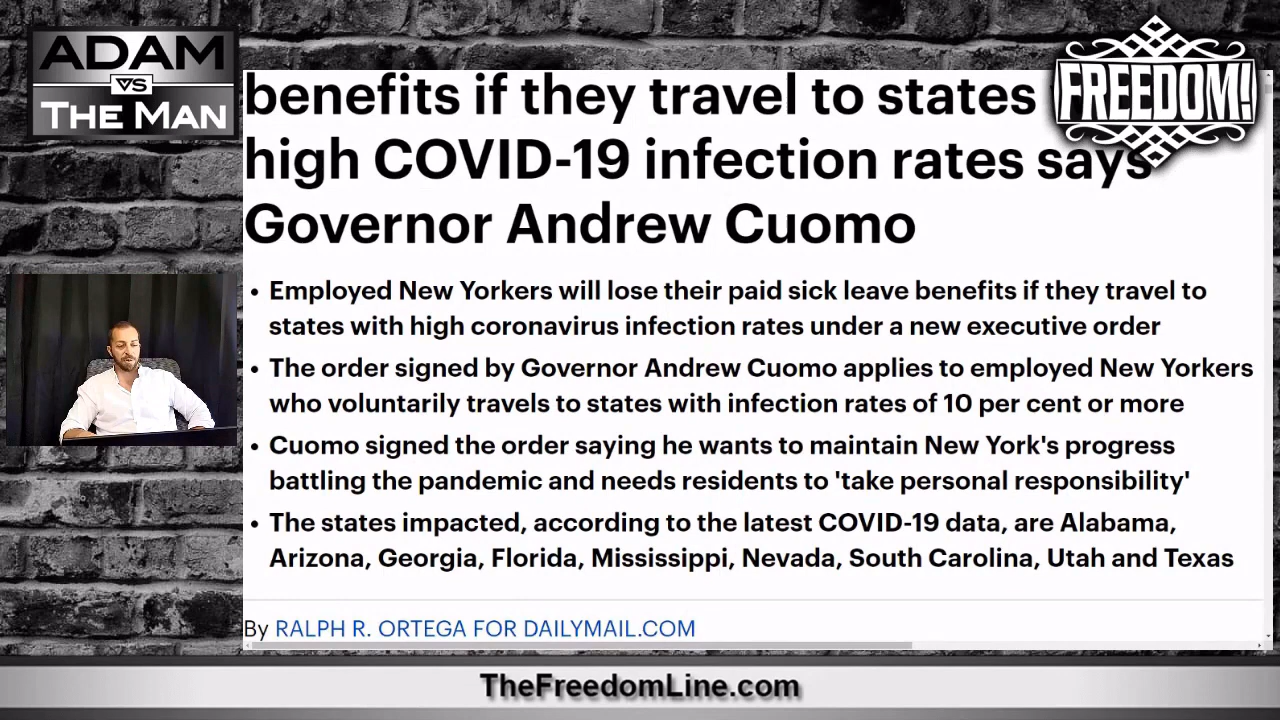 ADAM
VS
THE MAN
FREEDOM!
benefits if they travel to states
high COVID-19 infection rates says
Governor Andrew Cuomo
• Employed New Yorkers will lose their paid sick leave benefits if they travel to
states with high coronavirus infection rates under a new executive order
• The order signed by Governor Andrew Cuomo applies to employed New Yorkers
who voluntarily travels to states with infection rates of 10 per cent or more
• Cuomo signed the order saying he wants to maintain New York's progress
battling the pandemic and needs residents to 'take personal responsibility'
• The states impacted, according to the latest COVID-19 data, are Alabama,
Arizona, Georgia, Florida, Mississippi, Nevada, South Carolina, Utah and Texas
By RALPH R. ORTEGA FOR DAILYMAIL.COM
TheFreedomLine.com